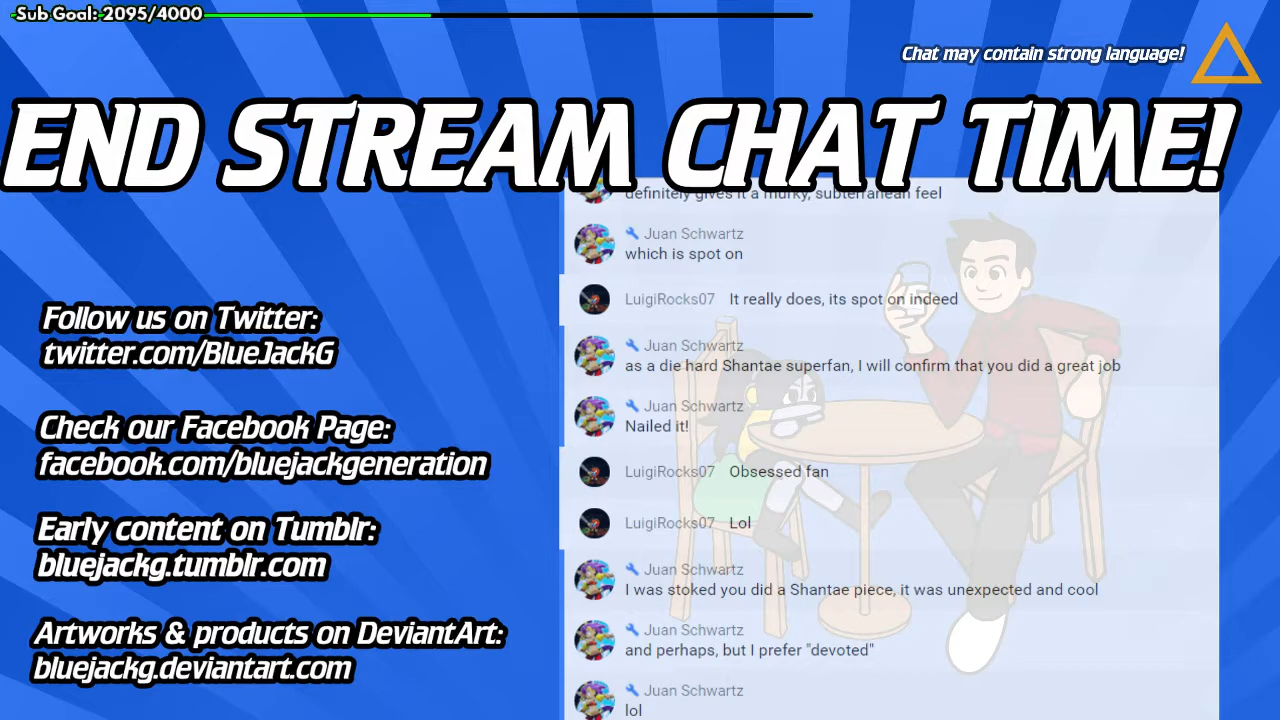 Sub Goal: 2095/4000
Chat may contain strong language!
END STREAM CHAT TIME!
definitely gives it a murky, subterranean feel
Juan Schwartz
which is spot on
LuigiRocks07 It really does, its spot on indeed
Juan Schwartz
as a die hard Shantae superfan, I will confirm that you did a great job
Juan Schwartz
Nailed it!
LuigiRocks07 Obsessed fan
LuigiRocks07 Lol
Juan Schwartz
I was stoked you did a Shantae piece, it was unexpected and cool
Juan Schwartz
and perhaps, but I prefer "devoted"
Juan Schwartz
lol
Follow us on Twitter:
twitter.com/BlueJackG
Check our Facebook Page:
facebook.com/bluejackgeneration
Early content on Tumblr:
bluejackg.tumblr.com
Artworks & products on DeviantArt:
bluejackg.deviantart.com